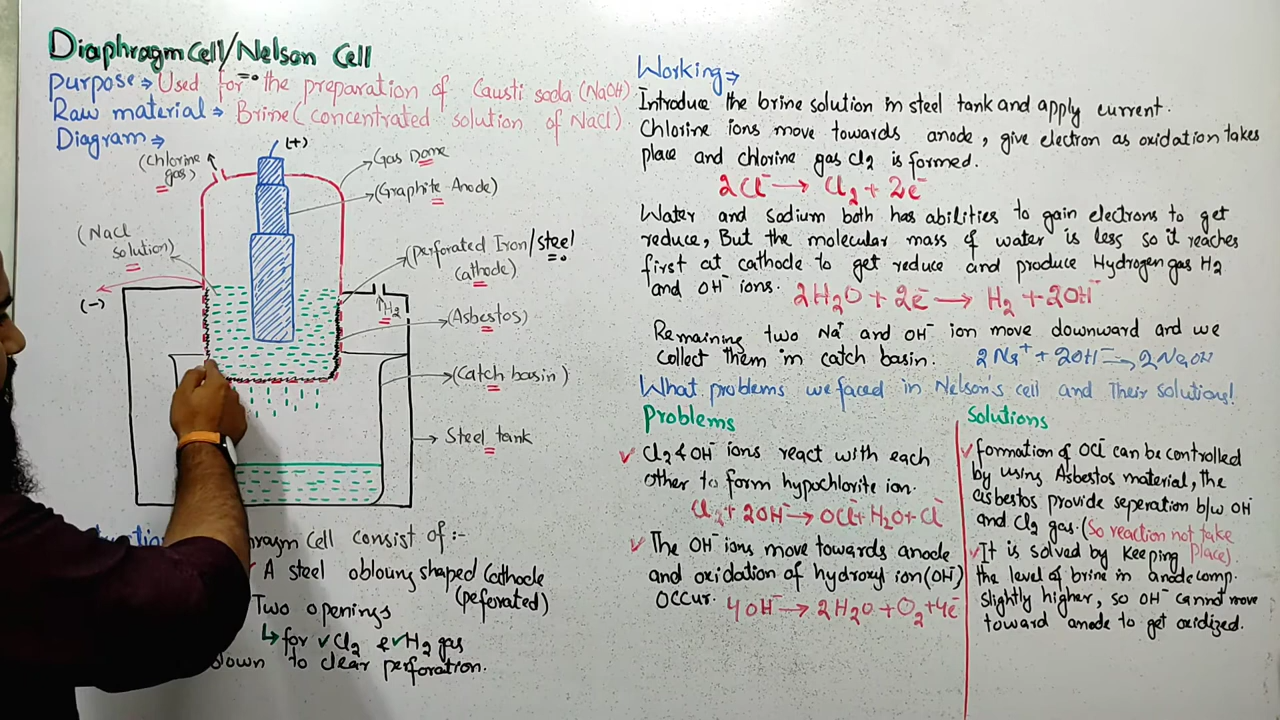 Diaphragm Cell/Nelson Cell
Purpose → Used for the preparation of Causti soda (NaOH)
Raw material → Brine (concentrated solution of NaCl)
Diagram →
(+)
(Chlorine gas)
Gas Dome
(Graphite Anode)
(NaCl solution)
(Perforated Iron/steel cathode)
(-)
H₂
(Asbestos)
(Catch basin)
Steel tank
cell consist of :-
A steel obloung shaped Cathode
(peforated)
Two openings
↳ for ✓Cl₂ & ✓H₂ gas
down to clear perforation.
Working →
Introduce the brine solution in steel tank and apply current.
Chlorine ions move towards anode, give electron as oxidation takes
place and chlorine gas Cl₂ is formed.
2Cl⁻ → Cl₂ + 2e⁻
Water and Sodium both has abilities to gain electrons to get
reduce, But the molecular mass of water is less so it reaches
first at cathode to get reduce and produce Hydrogen gas H₂
and OH⁻ ions. 2H₂O + 2e⁻ → H₂ + 2OH⁻
Remaining two Na⁺ and OH⁻ ion move downward and we
collect them in catch basin. 2Na⁺ + 2OH⁻ → 2NaOH
What problems we faced in Nelson's cell and Their solutions!
Problems
✓ Cl₂ & OH⁻ ions react with each
other to form hypochlorite ion.
Cl₂ + 2OH⁻ → OCl⁻ + H₂O + Cl⁻
✓ The OH⁻ ions move towards anode
and oxidation of hydroxyl ion (OH⁻)
occur. 4OH⁻ → 2H₂O + O₂ + 4e⁻
Solutions
✓ formation of OCl⁻ can be controlled
by using Asbestos material, the
asbestos provide seperation b/w OH⁻
and Cl₂ gas. (So reaction not take
place).
✓ It is solved by keeping
the level of brine in anode comp.
slightly higher, so OH⁻ cannot move
toward anode to get oxidized.